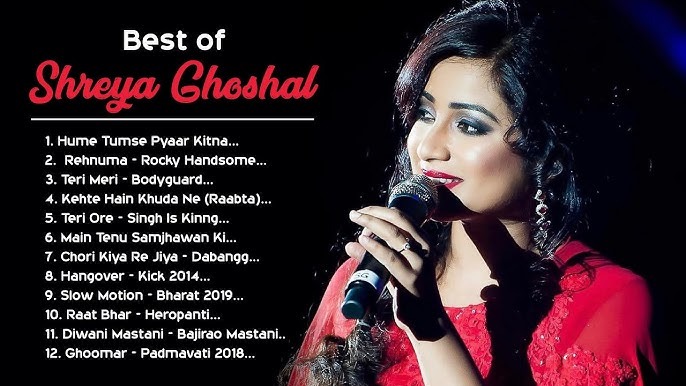 Best of
Shreya Ghoshal
1. Hume Tumse Pyaar Kitna...
2. Rehnuma - Rocky Handsome...
3. Teri Meri - Bodyguard...
4. Kehte Hain Khuda Ne (Raabta)...
5. Teri Ore - Singh Is Kinng...
6. Main Tenu Samjhawan Ki...
7. Chori Kiya Re Jiya - Dabangg...
8. Hangover - Kick 2014...
9. Slow Motion - Bharat 2019...
10. Raat Bhar - Heropanti...
11. Diwani Mastani - Bajirao Mastani..
12. Ghoomar - Padmavati 2018...